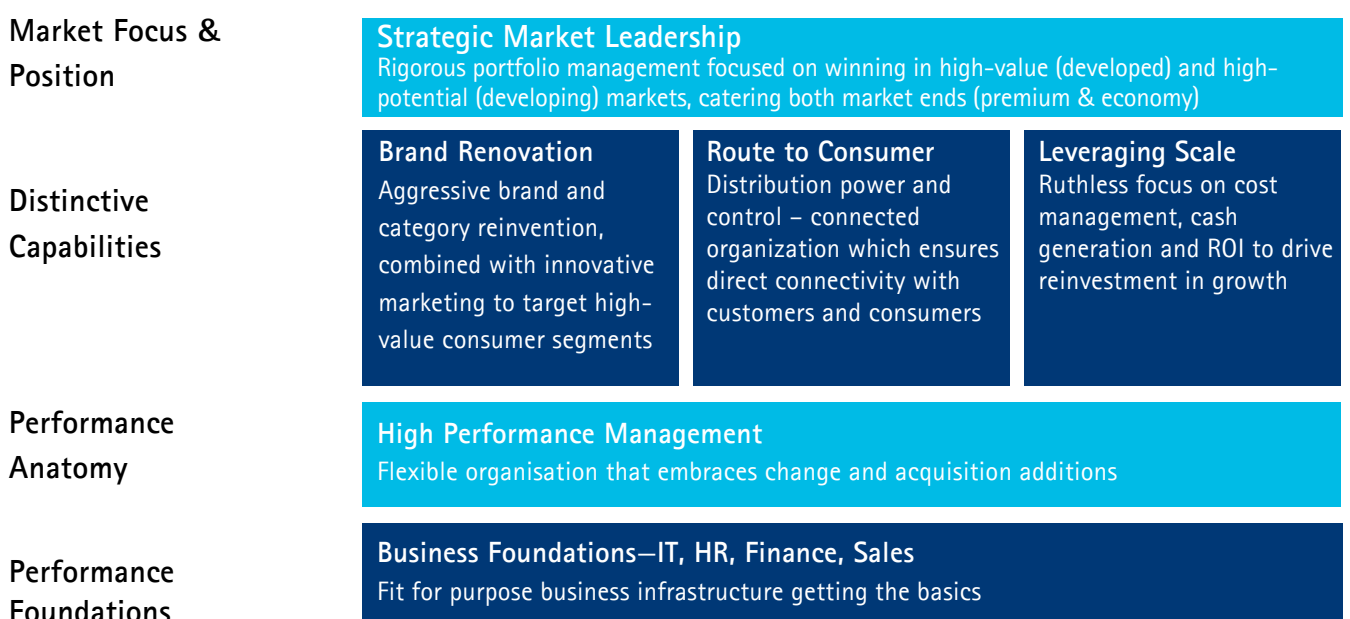 Market Focus &
Position
Strategic Market Leadership
Rigorous portfolio management focused on winning in high-value (developed) and high-
potential (developing) markets, catering both market ends (premium & economy)
Distinctive
Capabilities
Brand Renovation
Aggressive brand and
category reinvention,
combined with innovative
marketing to target high-
value consumer segments
Route to Consumer
Distribution power and
control – connected
organization which ensures
direct connectivity with
customers and consumers
Leveraging Scale
Ruthless focus on cost
management, cash
generation and ROI to drive
reinvestment in growth
Performance
Anatomy
High Performance Management
Flexible organisation that embraces change and acquisition additions
Performance
Foundations
Business Foundations—IT, HR, Finance, Sales
Fit for purpose business infrastructure getting the basics